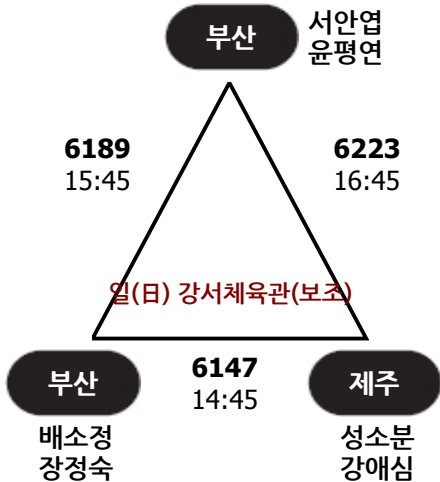 부산
서안엽
윤평연
6189
15:45
6223
16:45
일(日) 강서체육관(보조)
부산
6147
14:45
제주
배소정
장정숙
성소분
강애심